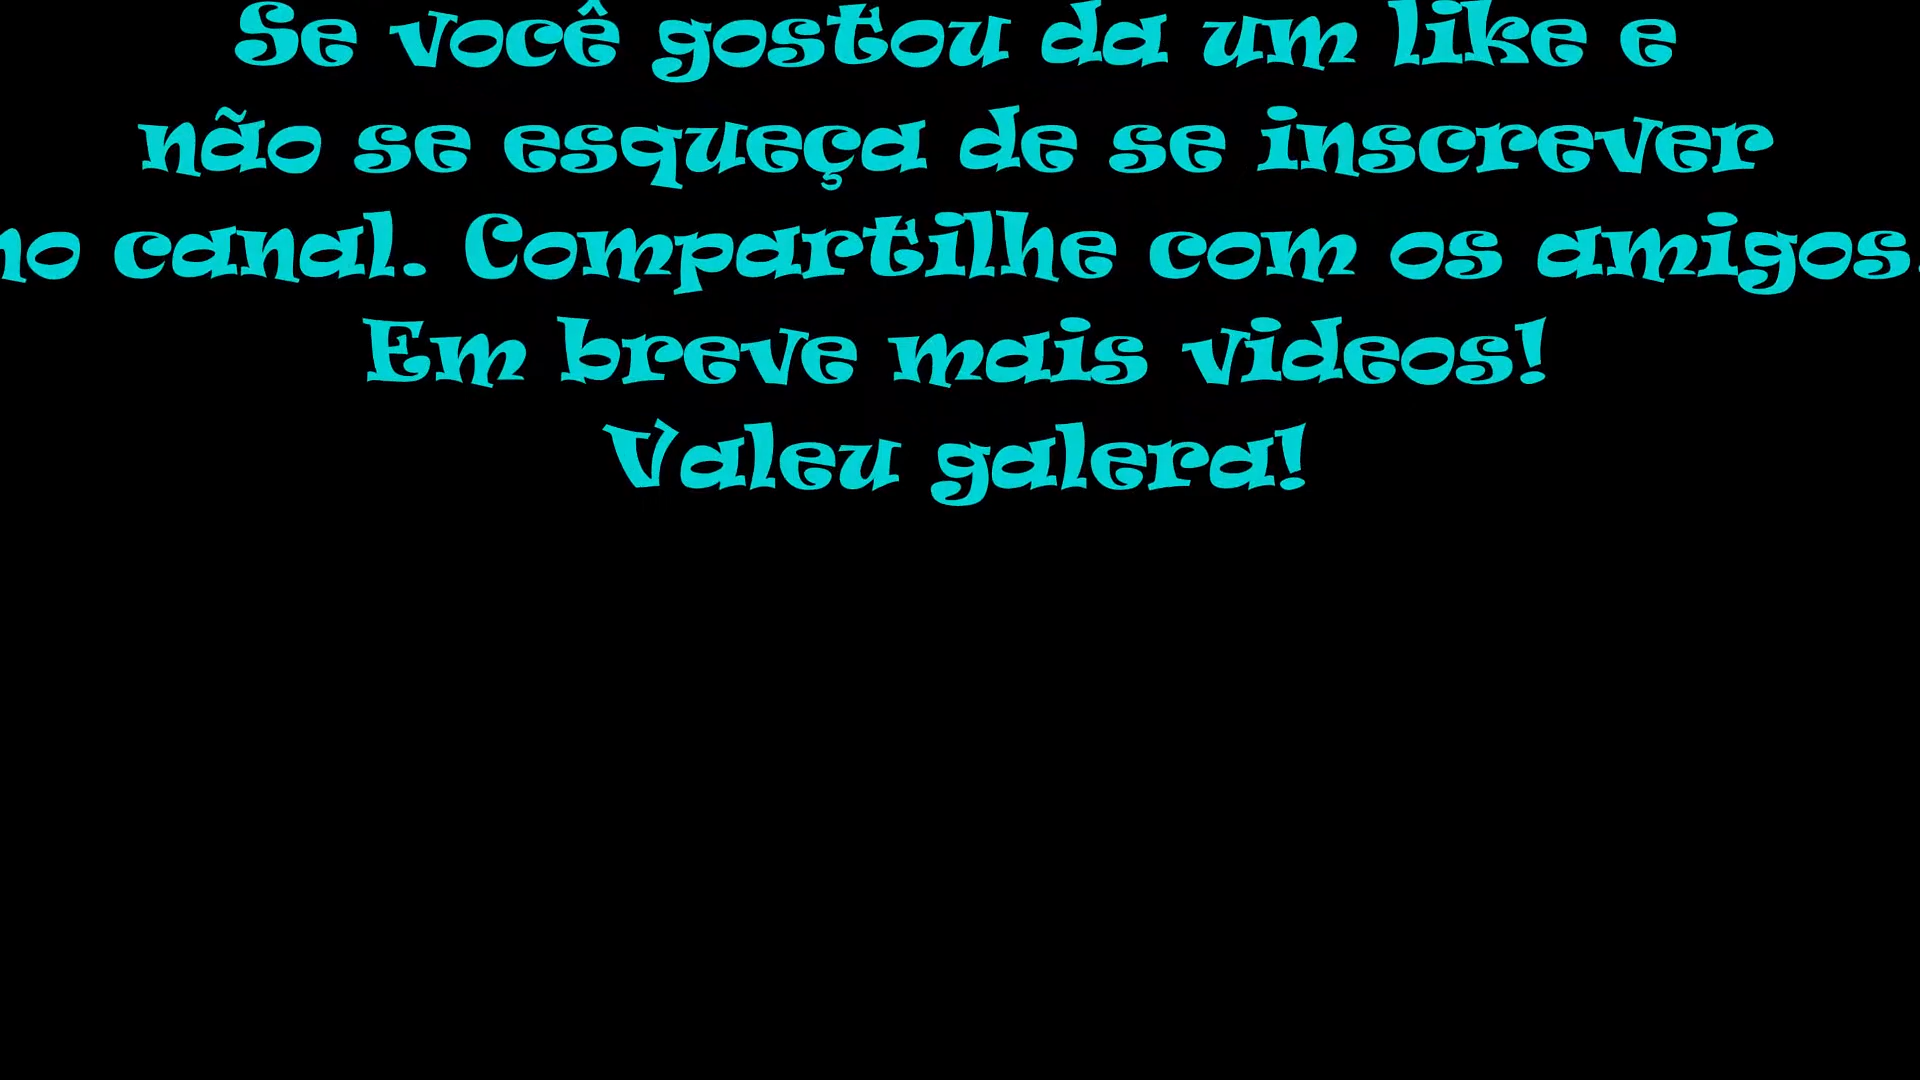 Se você gostou da um like e
não se esqueça de se inscrever
no canal. Compartilhe com os amigos.
Em breve mais videos!
Valeu galera!